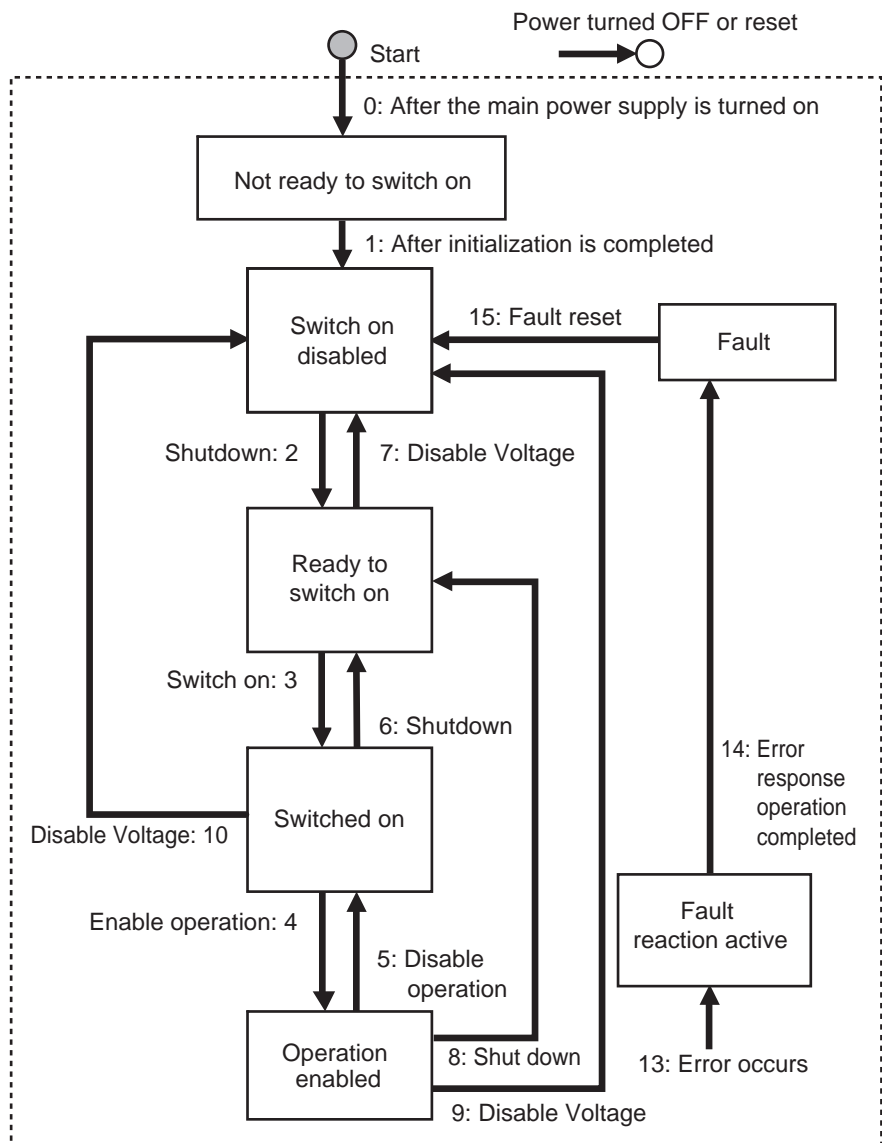 Power turned OFF or reset
Start
0: After the main power supply is turned on
Not ready to switch on
1: After initialization is completed
Switch on
disabled
15: Fault reset
Fault
Shutdown: 2
7: Disable Voltage
Ready to
switch on
Switch on: 3
6: Shutdown
14: Error
response
operation
completed
Switched on
Disable Voltage: 10
Enable operation: 4
5: Disable
operation
Fault
reaction active
Operation
enabled
8: Shut down
13: Error occurs
9: Disable Voltage